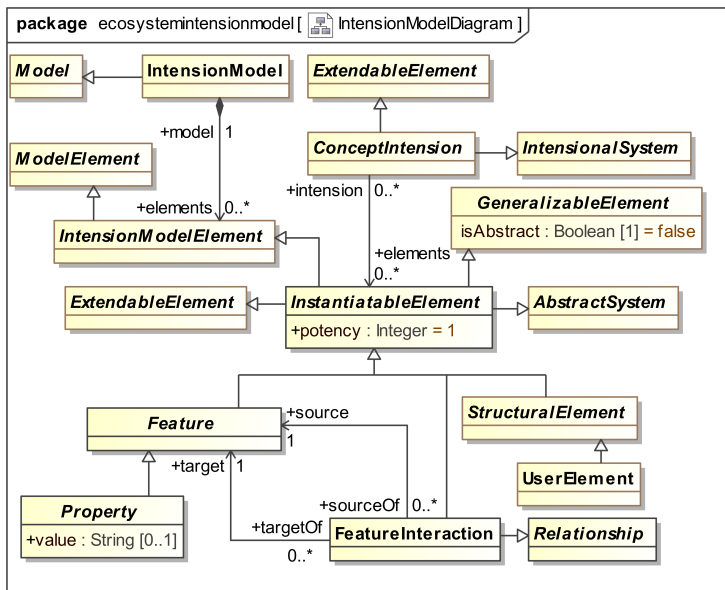 package ecosystemintensionmodel[ IntensionModelDiagram ]
Model
IntensionModel
ExtendableElement
+model 1
ConceptIntension
IntensionalSystem
ModelElement
+intension 0..*
GeneralizableElement
isAbstract : Boolean [1] = false
+elements 0..*
IntensionModelElement
+elements
0..*
ExtendableElement
InstantiatableElement
+potency : Integer = 1
AbstractSystem
Feature
+source
1
StructuralElement
+target 1
UserElement
Property
+value : String [0..1]
+sourceOf 0..*
+targetOf
0..*
FeatureInteraction
Relationship